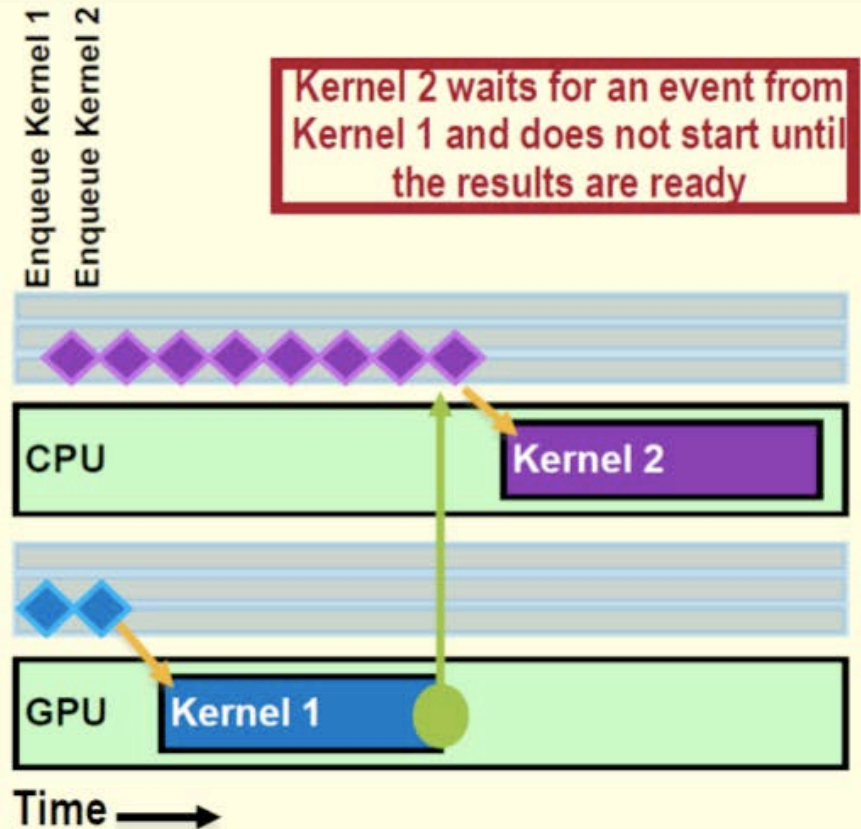 Enqueue Kernel 1
Enqueue Kernel 2
Kernel 2 waits for an event from
Kernel 1 and does not start until
the results are ready
CPU
Kernel 2
GPU
Kernel 1
Time